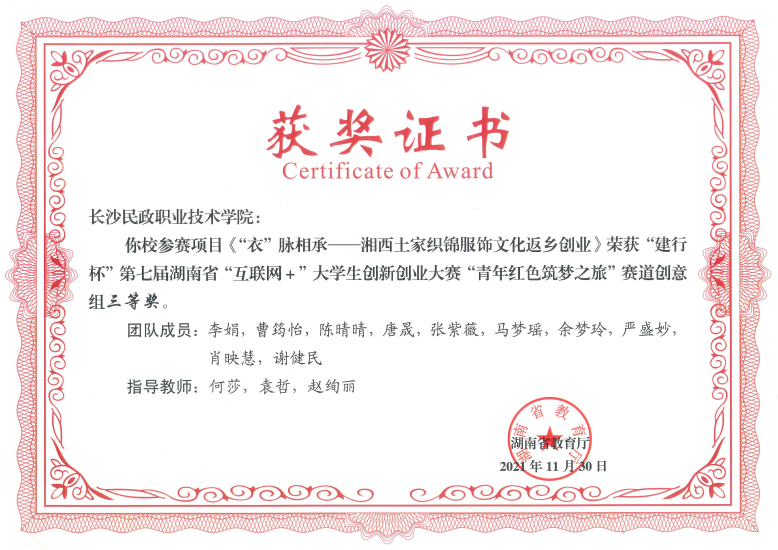 获奖证书
Certificate of Award
长沙民政职业技术学院：
你校参赛项目《“衣”脉相承——湘西土家织锦服饰文化返乡创业》荣获“建行
杯”第七届湖南省“互联网+”大学生创新创业大赛“青年红色筑梦之旅”赛道创意
组三等奖。
团队成员：李娟，曹筠怡，陈晴晴，唐晟，张紫薇，马梦瑶，余梦玲，严盛妙，
肖映慧，谢健民
指导教师：何莎，袁哲，赵绚丽
湖南省教育厅
湖南省教育厅
2021年11月30日